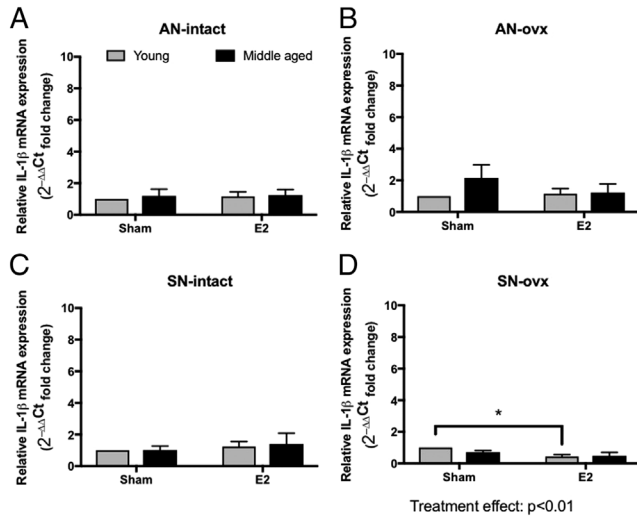 A
AN-intact
Relative IL-1β mRNA expression
(2−ΔΔCt fold change)
10
8
6
4
2
0
Young
Middle aged
Sham
E2
B
AN-ovx
Relative IL-1β mRNA expression
(2−ΔΔCt fold change)
10
8
6
4
2
0
Sham
E2
C
SN-intact
Relative IL-1β mRNA expression
(2−ΔΔCt fold change)
10
8
6
4
2
0
Sham
E2
D
SN-ovx
Relative IL-1β mRNA expression
(2−ΔΔCt fold change)
10
8
6
4
2
0
*
Sham
E2
Treatment effect: p<0.01